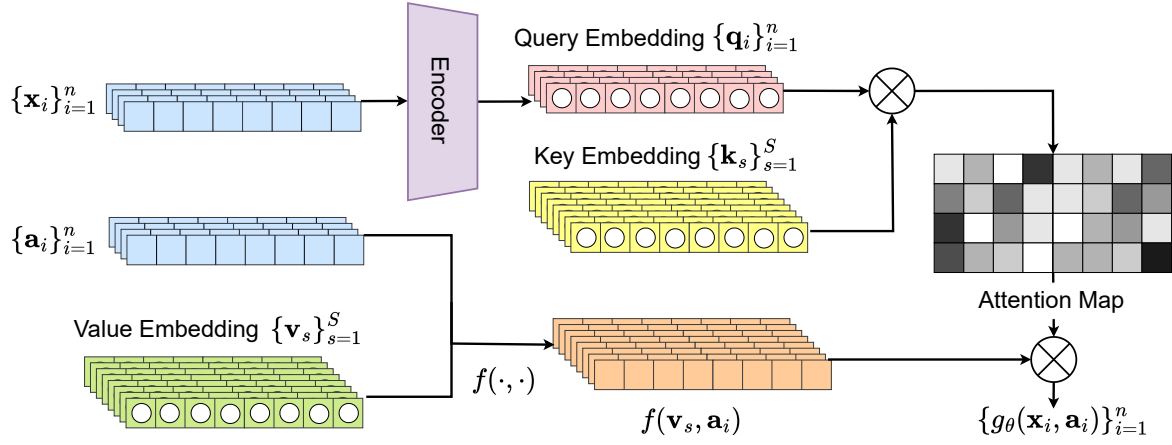 Query Embedding {q_i}_{i=1}^n
{x_i}_{i=1}^n
Encoder
Key Embedding {k_s}_{s=1}^S
{a_i}_{i=1}^n
Attention Map
Value Embedding {v_s}_{s=1}^S
f(·,·)
f(v_s, a_i)
{g_θ(x_i, a_i)}_{i=1}^n